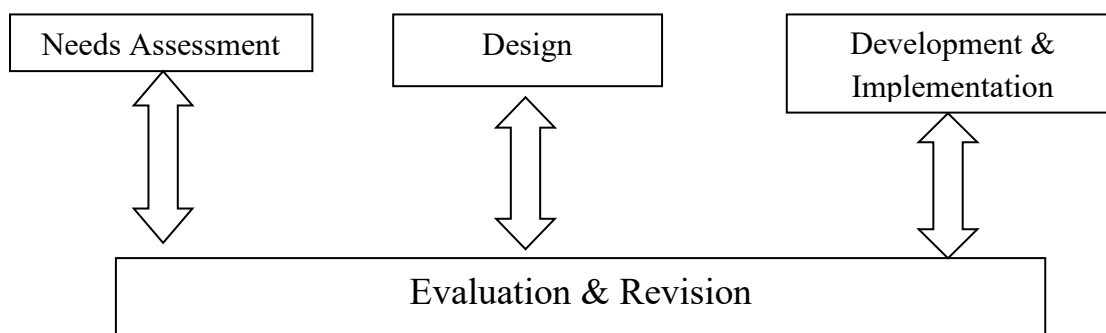 Needs Assessment
Design
Development &
Implementation
Evaluation & Revision